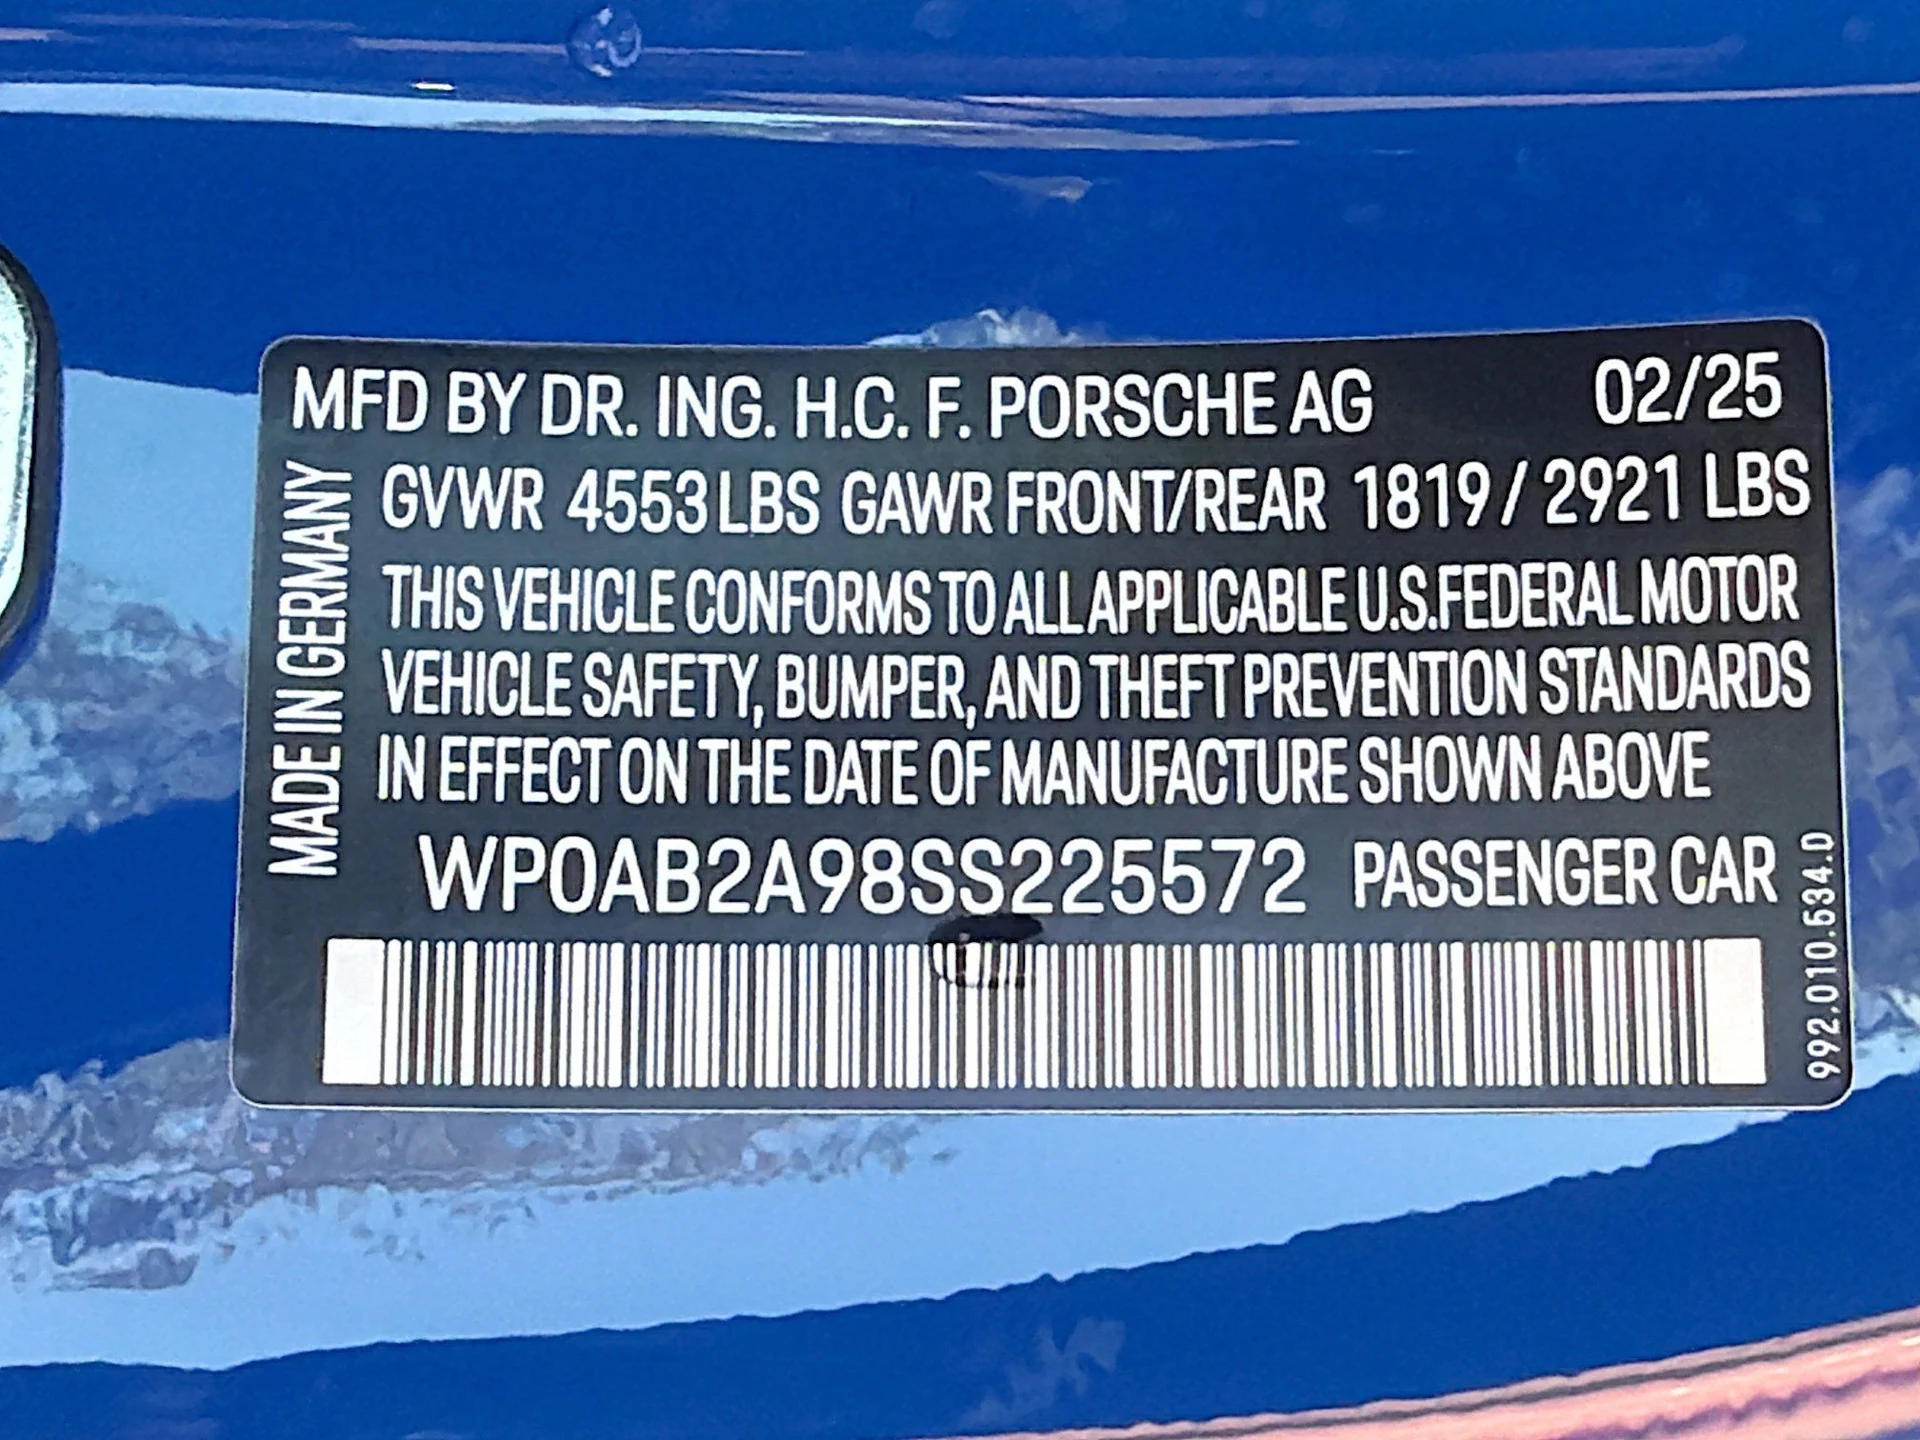 MFD BY DR. ING. H.C. F. PORSCHE AG 02/25
GVWR 4553 LBS GAWR FRONT/REAR 1819 / 2921 LBS
THIS VEHICLE CONFORMS TO ALL APPLICABLE U.S.FEDERAL MOTOR
VEHICLE SAFETY, BUMPER, AND THEFT PREVENTION STANDARDS
IN EFFECT ON THE DATE OF MANUFACTURE SHOWN ABOVE
WP0AB2A98SS225572 PASSENGER CAR
MADE IN GERMANY
992.010.534.0